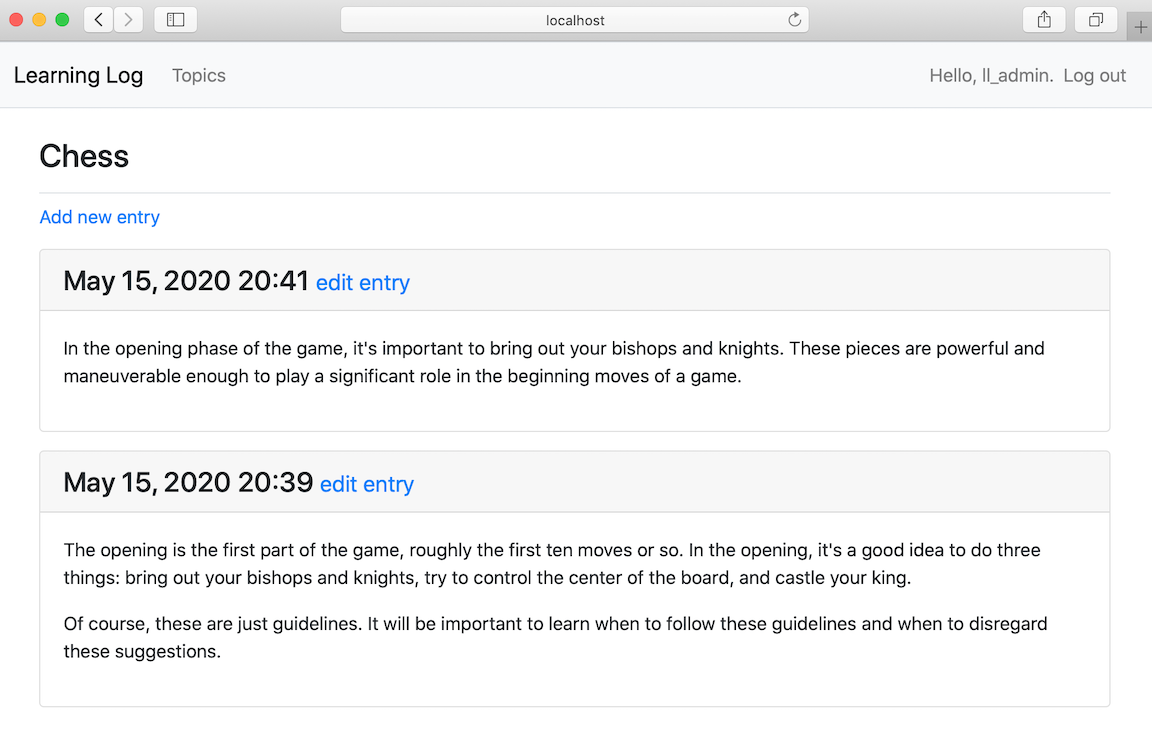 localhost
Learning Log Topics Hello, ll_admin. Log out
Chess
Add new entry
May 15, 2020 20:41 edit entry
In the opening phase of the game, it's important to bring out your bishops and knights. These pieces are powerful and
maneuverable enough to play a significant role in the beginning moves of a game.
May 15, 2020 20:39 edit entry
The opening is the first part of the game, roughly the first ten moves or so. In the opening, it's a good idea to do three
things: bring out your bishops and knights, try to control the center of the board, and castle your king.
Of course, these are just guidelines. It will be important to learn when to follow these guidelines and when to disregard
these suggestions.